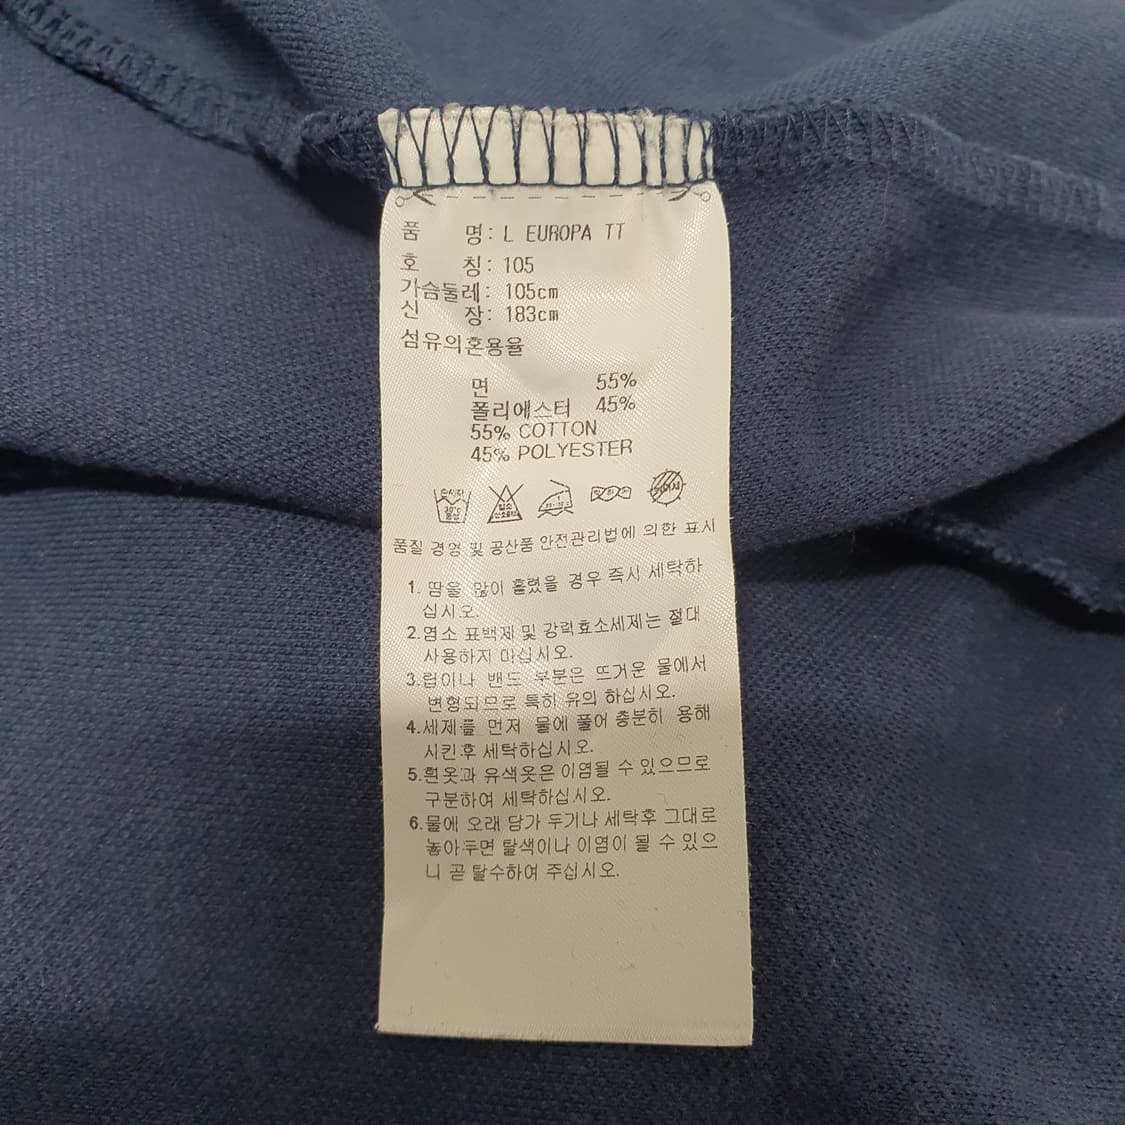 품 명: L EUROPA TT
호 칭: 105
가슴둘레: 105cm
신 장: 183cm
섬유의혼용율
면 55%
폴리에스터 45%
55% COTTON
45% POLYESTER
손세탁 30℃ 중성
품질 경영 및 공산품 안전관리법에 의한 표시
1. 땀을 많이 흘렸을 경우 즉시 세탁하
십시오.
2.염소 표백제 및 강력효소세제는 절대
사용하지 마십시오.
3.립이나 밴드 부분은 뜨거운 물에서
변형되므로 특히 유의 하십시오.
4.세제를 먼저 물에 풀어 충분히 용해
시킨후 세탁하십시오.
5.흰옷과 유색옷은 이염될 수 있으므로
구분하여 세탁하십시오.
6.물에 오래 담가 두거나 세탁후 그대로
놓아두면 탈색이나 이염이 될 수 있으
니 곧 탈수하여 주십시오.